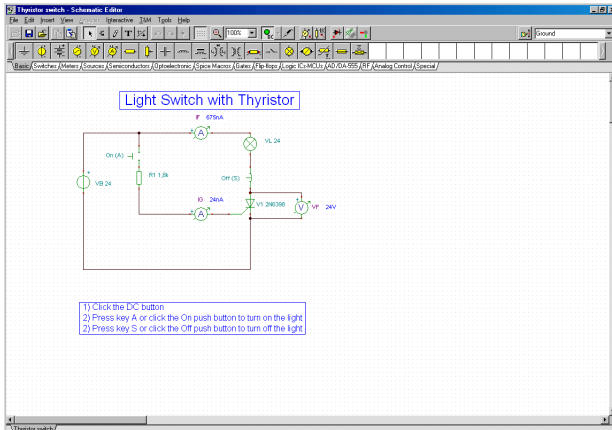 Thyristor switch - Schematic Editor
File Edit Insert View Analysis Interactive T&M Tools Help
100%
DC
Ground
Basic Switches Meters Sources Semiconductors Optoelectronic Spice Macros Gates Flip-flops Logic ICs-MCUs AD/DA-555 RF Analog Control Special
Light Switch with Thyristor
IF 675nA
A
VL 24
On (A)
R1 1,8k
Off (S)
VB 24
IG 24nA
A
V1 2N6398
V
VF 24V
1) Click the DC button
2) Press key A or click the On push button to turn on the light
2) Press key S or click the Off push button to turn off the light
Thyristor switch